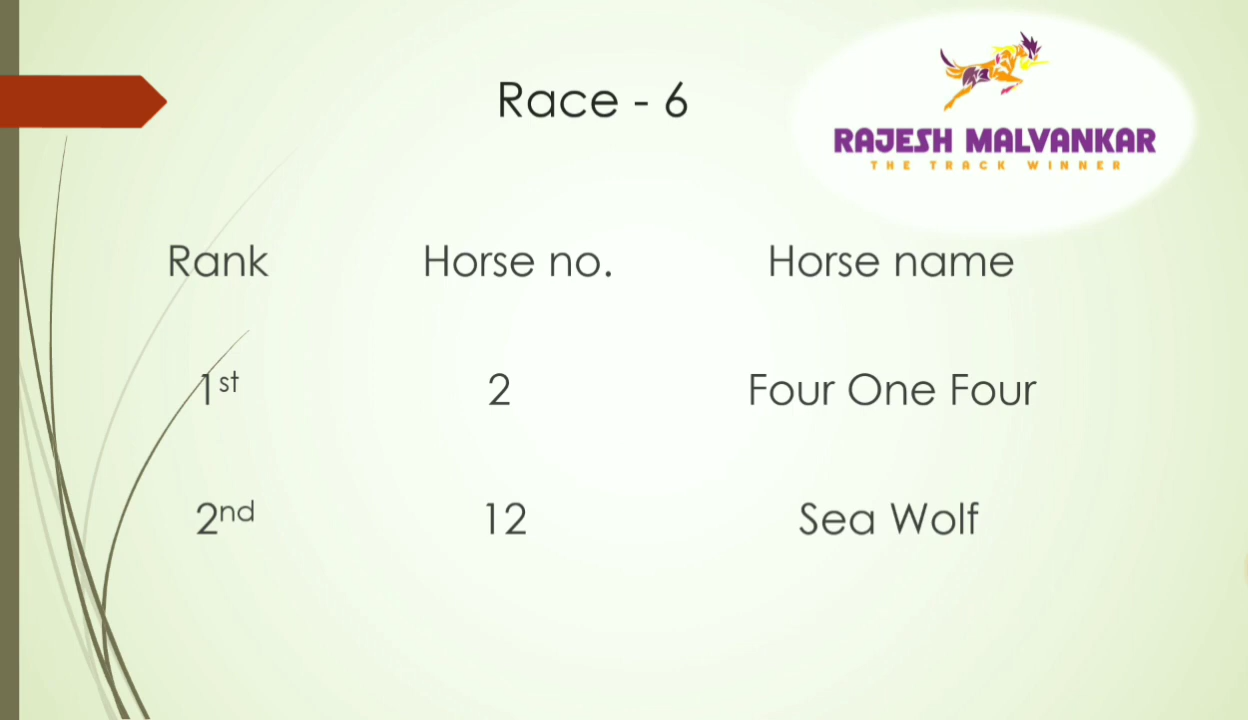 Race - 6
RAJESH MALVANKAR
THE TRACK WINNER
Rank Horse no. Horse name
1st 2 Four One Four
2nd 12 Sea Wolf